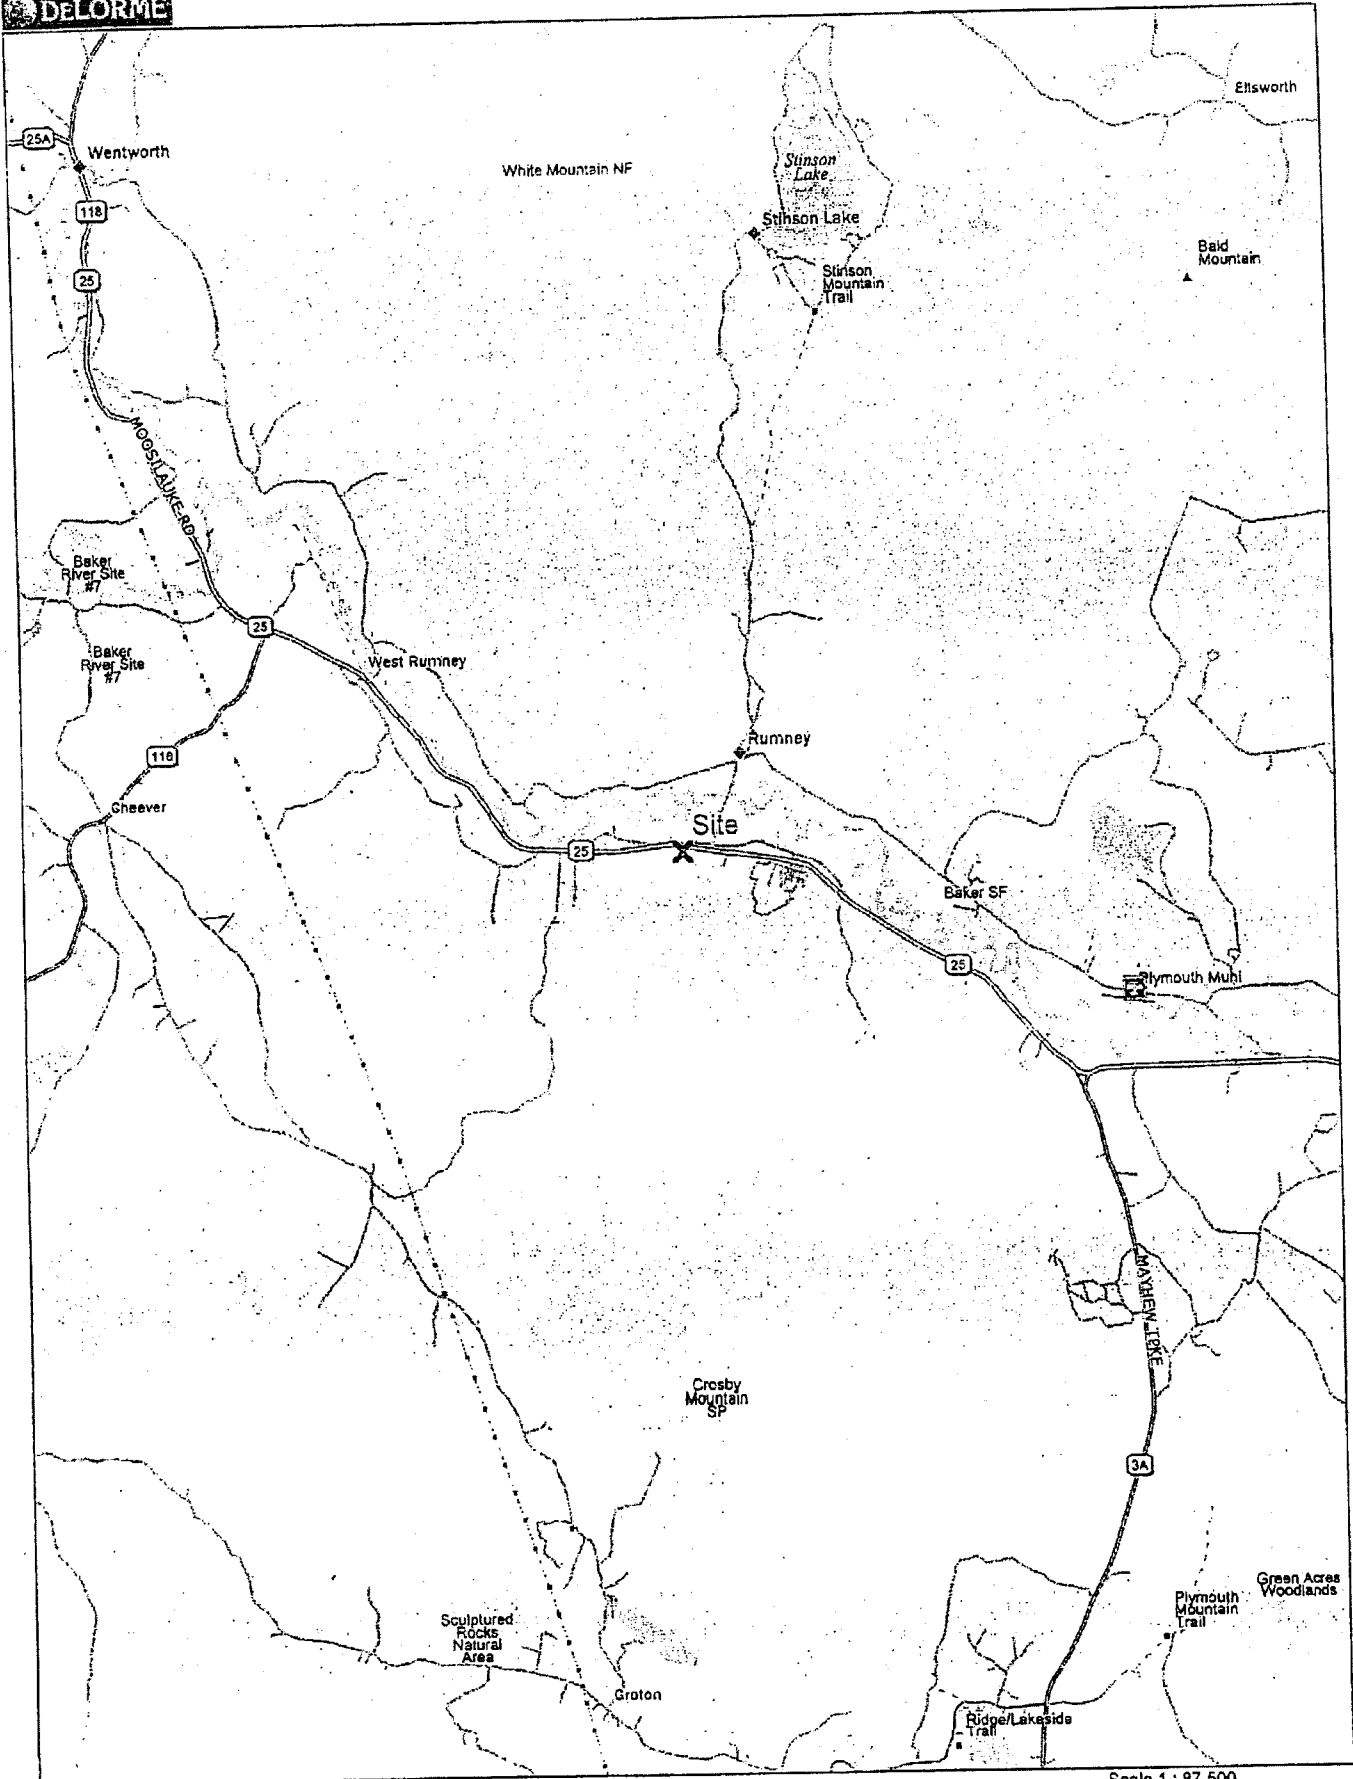 DELORME
Ellsworth
25A
Wentworth
White Mountain NF
Stinson
Lake
118
Stinson Lake
Bald
Mountain
25
Stinson
Mountain
Trail
MOOSILAUKE RD
Baker
River Site
#7
25
Baker
River Site
#7
West Rumney
Rumney
118
Cheever
Site
25
Baker SF
25
Plymouth Muni
MAYHEW TPKE
Crosby
Mountain
SP
3A
Green Acres
Woodlands
Plymouth
Mountain
Trail
Sculptured
Rocks
Natural
Area
Groton
Ridge/Lakeside
Trail
Scale 1 : 87,500